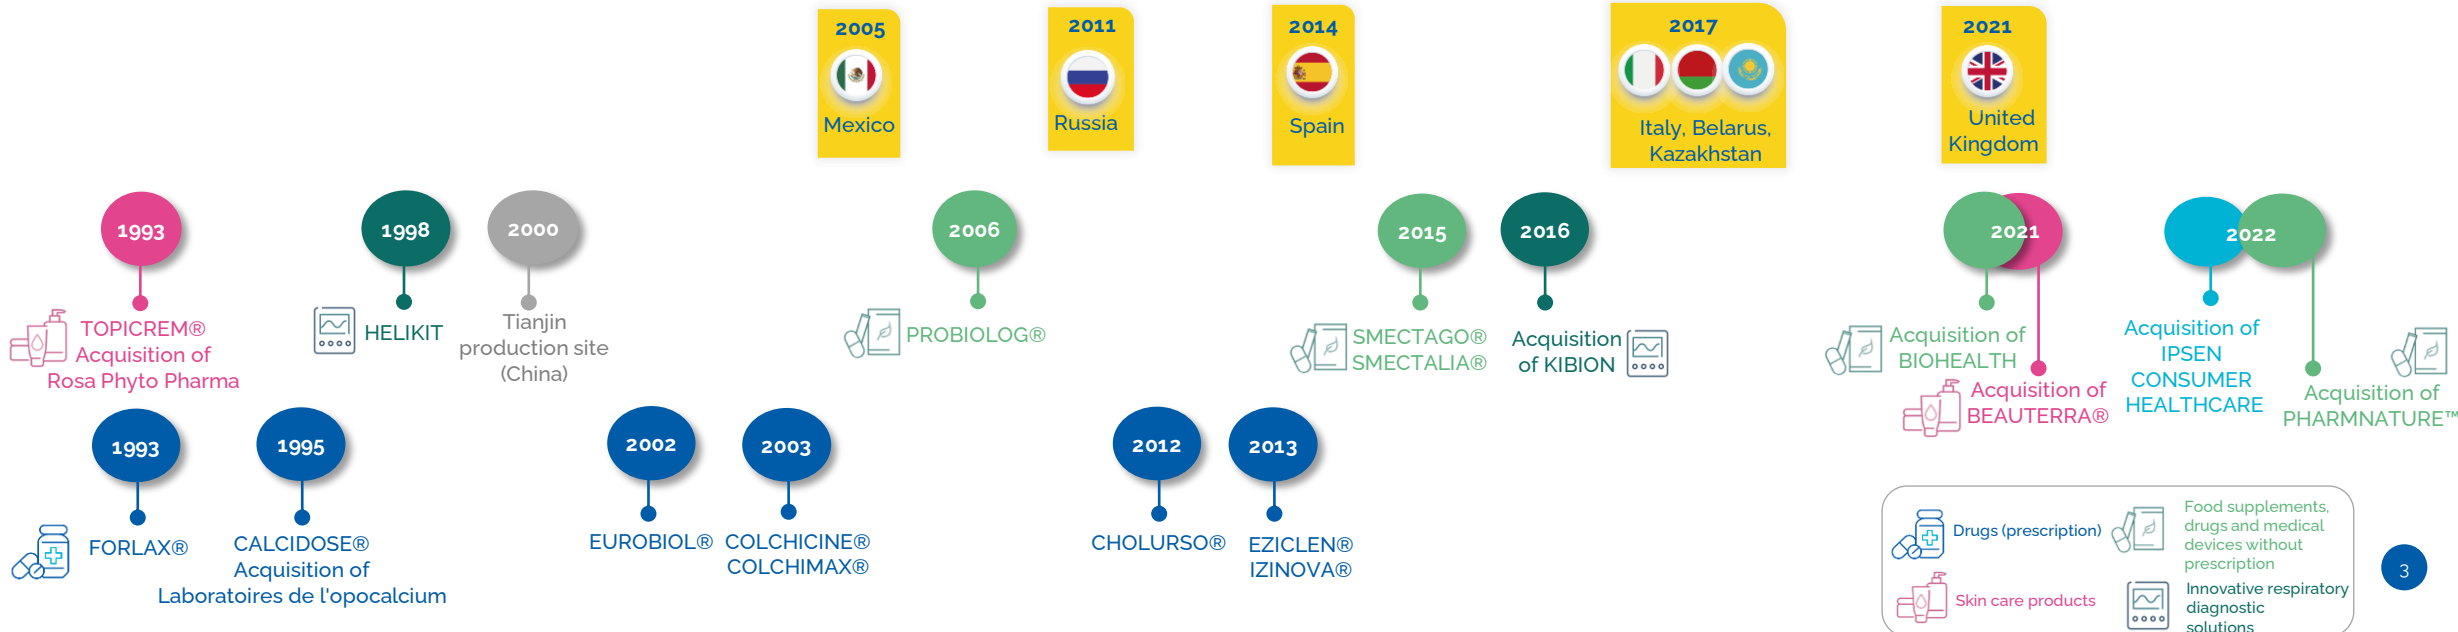 2005
Mexico
2011
Russia
2014
Spain
2017
Italy, Belarus,
Kazakhstan
2021
United
Kingdom
1993
TOPICREM®
Acquisition of
Rosa Phyto Pharma
1998
HELIKIT
2000
Tianjin
production site
(China)
2006
PROBIOLOG®
2015
SMECTAGO®
SMECTALIA®
2016
Acquisition
of KIBION
2021
Acquisition of
BIOHEALTH
Acquisition of
BEAUTERRA®
2022
Acquisition of
IPSEN
CONSUMER
HEALTHCARE
Acquisition of
PHARMNATURE™
1993
FORLAX®
1995
CALCIDOSE®
Acquisition of
Laboratoires de l'opocalcium
2002
EUROBIOL®
2003
COLCHICINE®
COLCHIMAX®
2012
CHOLURSO®
2013
EZICLEN®
IZINOVA®
Drugs (prescription)
Food supplements,
drugs and medical
devices without
prescription
Skin care products
Innovative respiratory
diagnostic
solutions
3